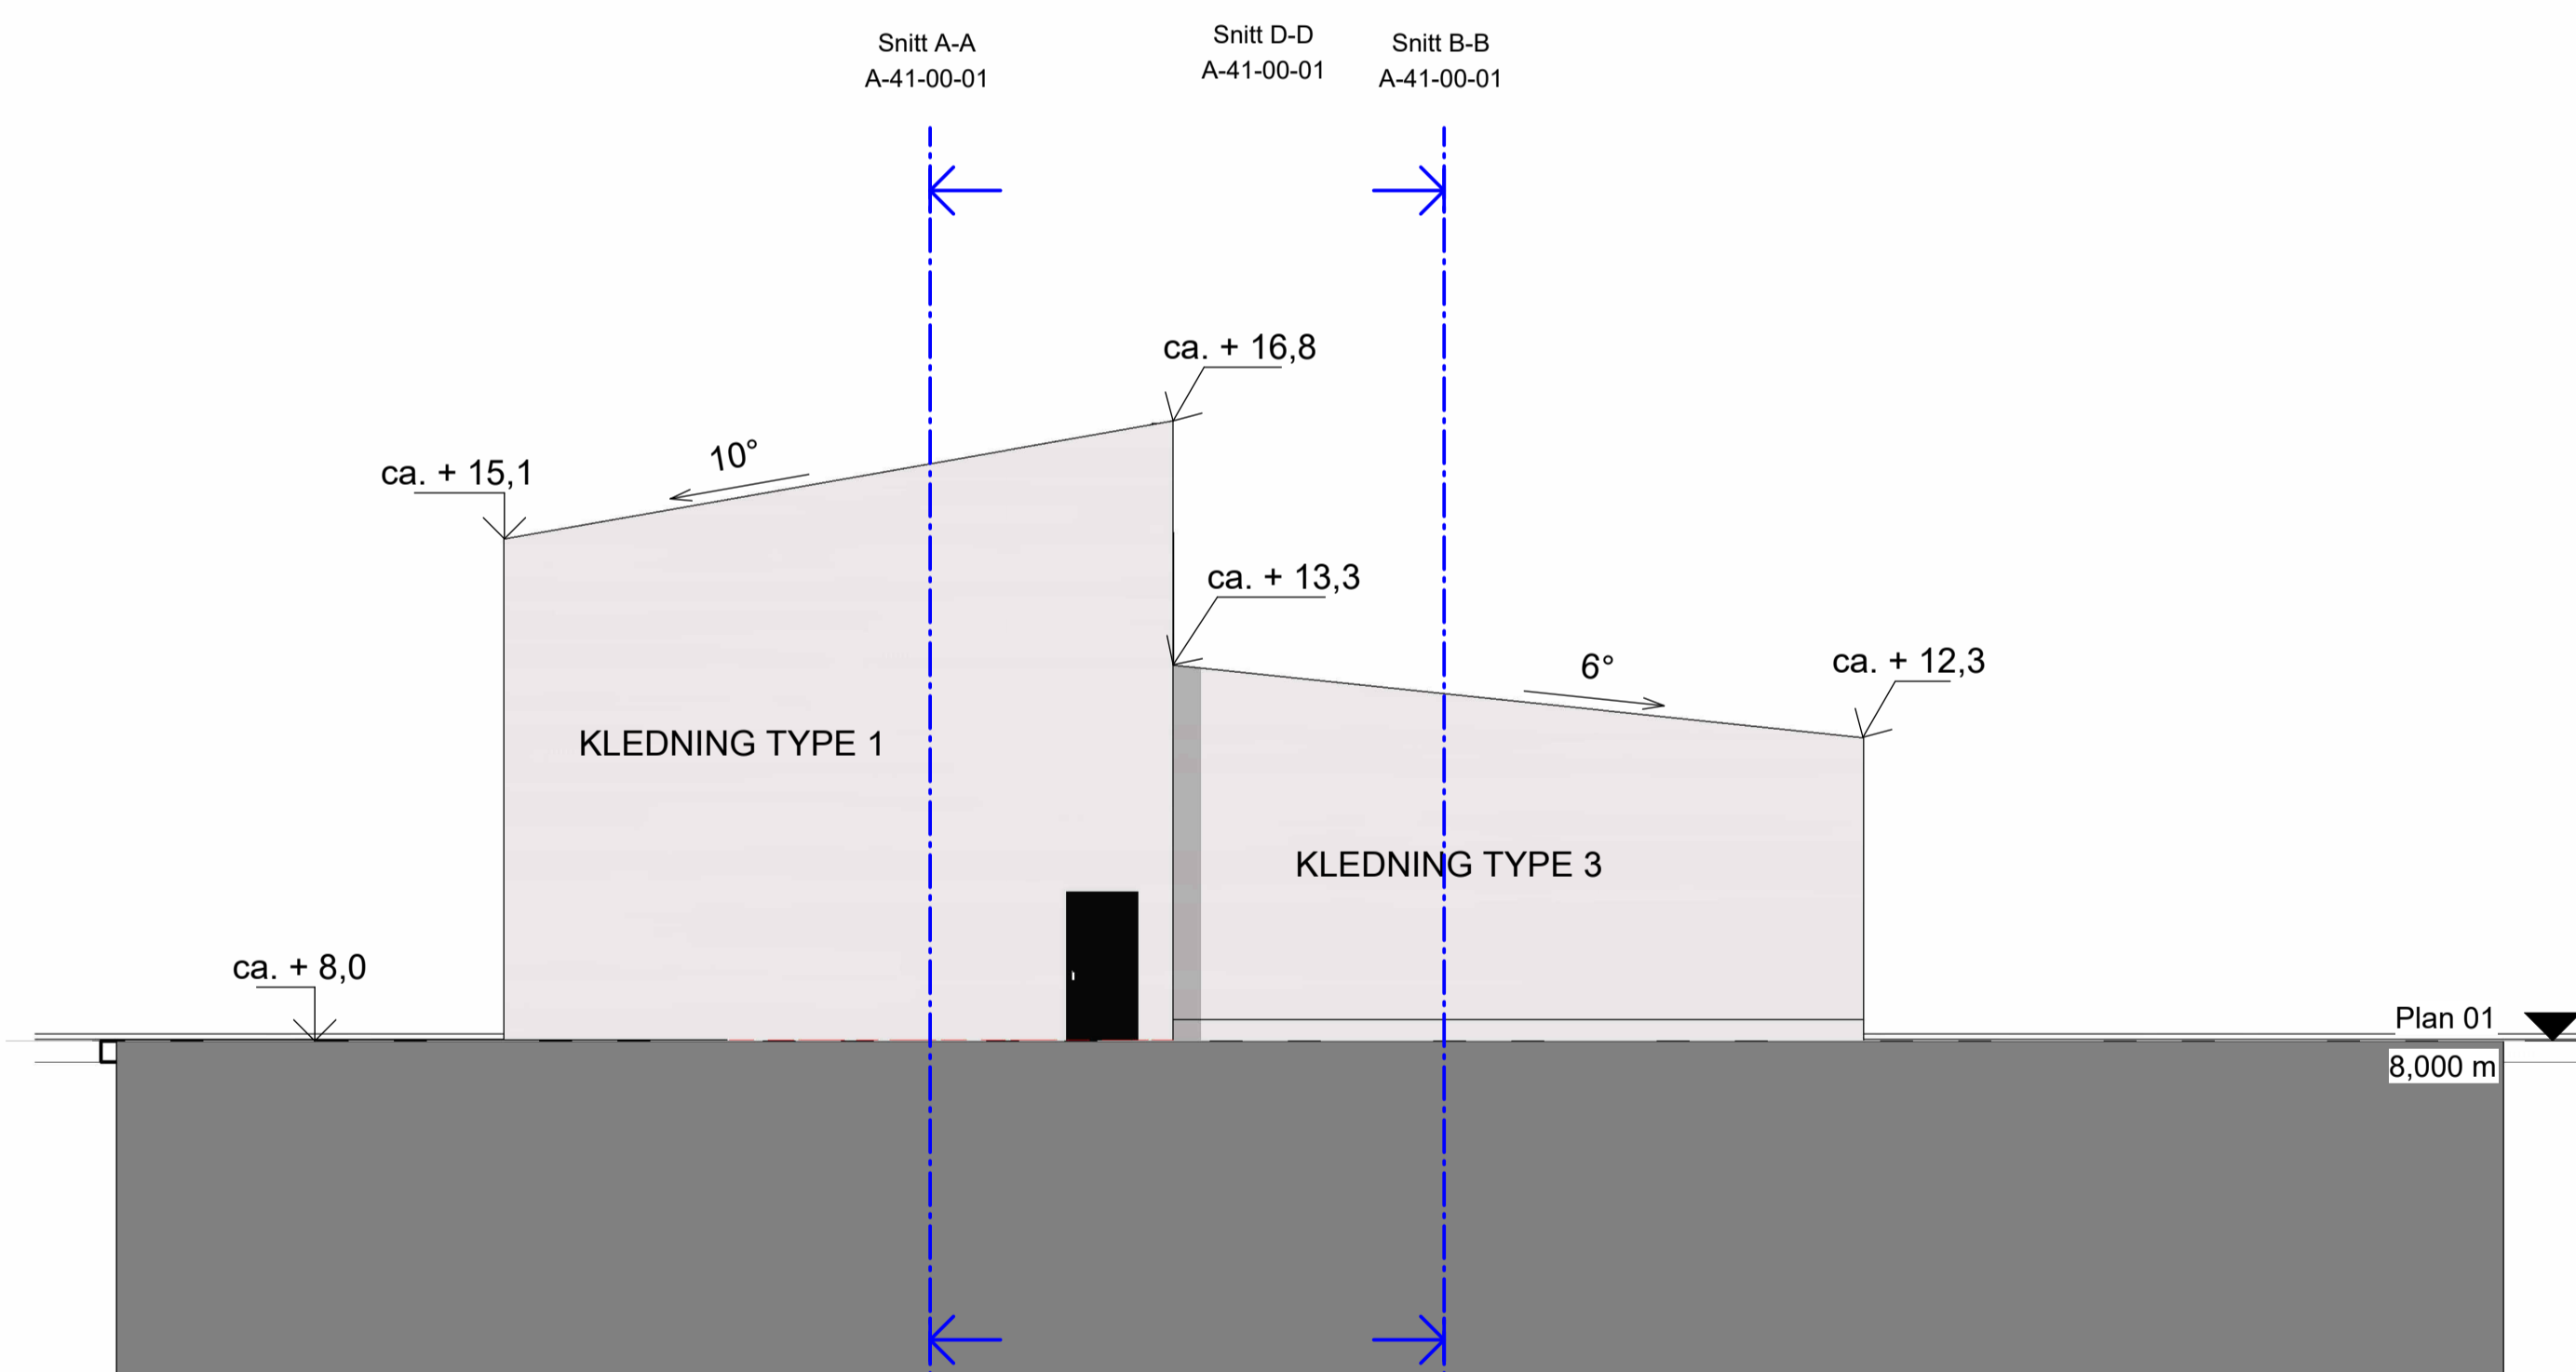 Snitt A-A
A-41-00-01
Snitt D-D
A-41-00-01
Snitt B-B
A-41-00-01
ca. + 16,8
10°
ca. + 15,1
ca. + 13,3
6°
ca. + 12,3
KLEDNING TYPE 1
KLEDNING TYPE 3
ca. + 8,0
Plan 01
8,000 m